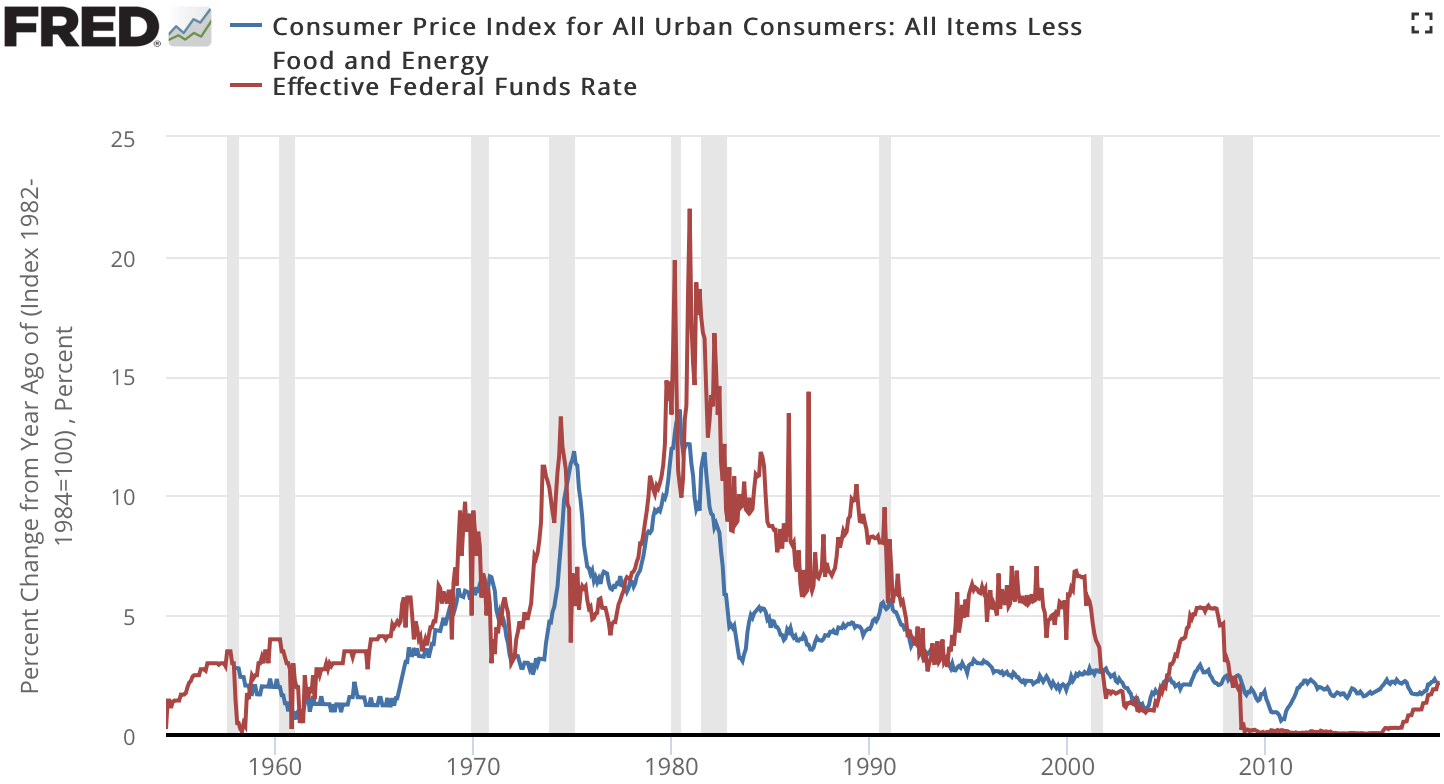 FRED®
Consumer Price Index for All Urban Consumers: All Items Less
Food and Energy
Effective Federal Funds Rate
Percent Change from Year Ago of (Index 1982-
1984=100) , Percent
25
20
15
10
5
0
1960
1970
1980
1990
2000
2010